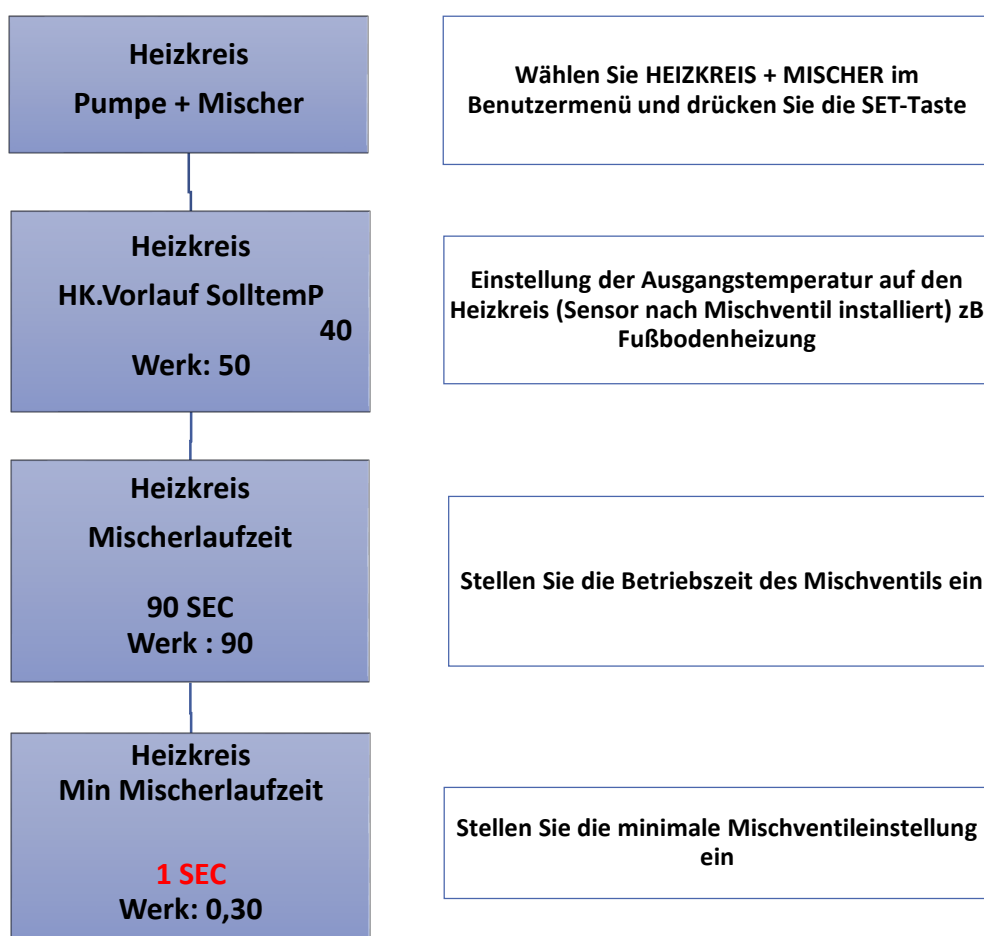 Heizkreis
Pumpe + Mischer
Wählen Sie HEIZKREIS + MISCHER im
Benutzermenü und drücken Sie die SET-Taste
Heizkreis
HK.Vorlauf SolltemP
40
Werk: 50
Einstellung der Ausgangstemperatur auf den
Heizkreis (Sensor nach Mischventil installiert) zB
Fußbodenheizung
Heizkreis
Mischerlaufzeit
90 SEC
Werk : 90
Stellen Sie die Betriebszeit des Mischventils ein
Heizkreis
Min Mischerlaufzeit
1 SEC
Werk: 0,30
Stellen Sie die minimale Mischventileinstellung
ein